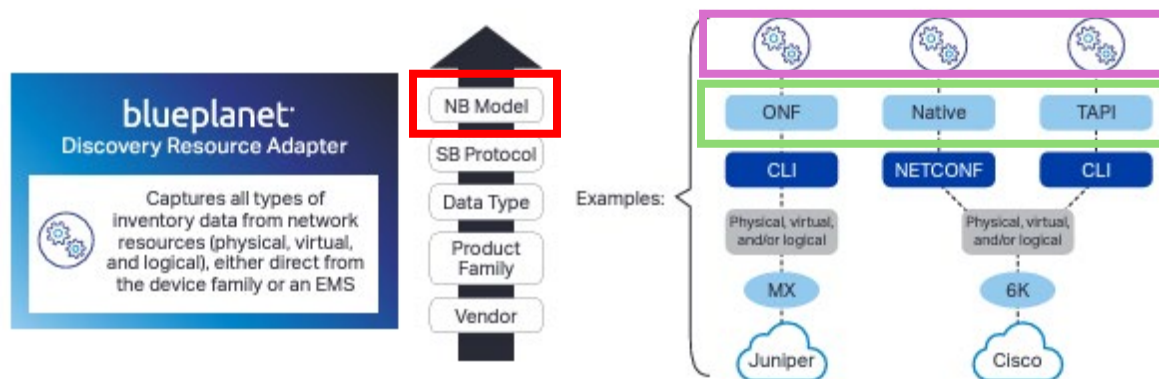 blueplanet
Discovery Resource Adapter
Captures all types of
inventory data from network
resources (physical, virtual,
and logical), either direct from
the device family or an EMS
NB Model
SB Protocol
Data Type
Product
Family
Vendor
Examples:
ONF
Native
TAPI
CLI
NETCONF
CLI
Physical, virtual,
and/or logical
Physical, virtual,
and/or logical
MX
6K
Juniper
Cisco